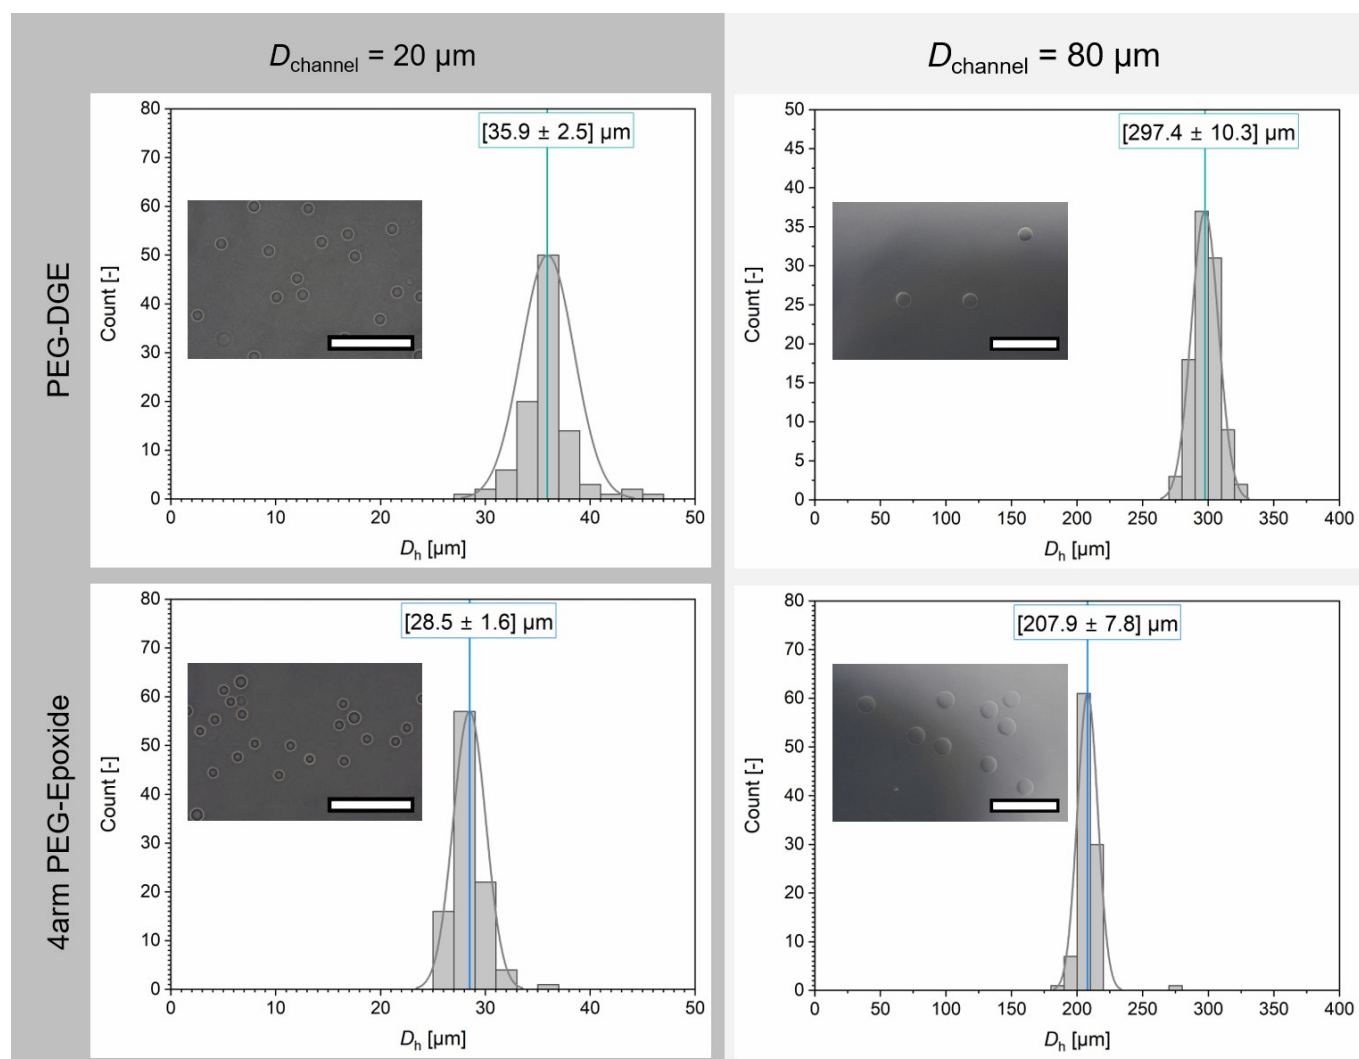 D_channel = 20 µm
D_channel = 80 µm
PEG-DGE
Count [-]
80
70
60
50
40
30
20
10
0
[35.9 ± 2.5] µm
0 10 20 30 40 50
D_h [µm]
Count [-]
50
45
40
35
30
25
20
15
10
5
0
[297.4 ± 10.3] µm
0 50 100 150 200 250 300 350 400
D_h [µm]
4arm PEG-Epoxide
Count [-]
80
70
60
50
40
30
20
10
0
[28.5 ± 1.6] µm
0 10 20 30 40 50
D_h [µm]
Count [-]
80
70
60
50
40
30
20
10
0
[207.9 ± 7.8] µm
0 50 100 150 200 250 300 350 400
D_h [µm]